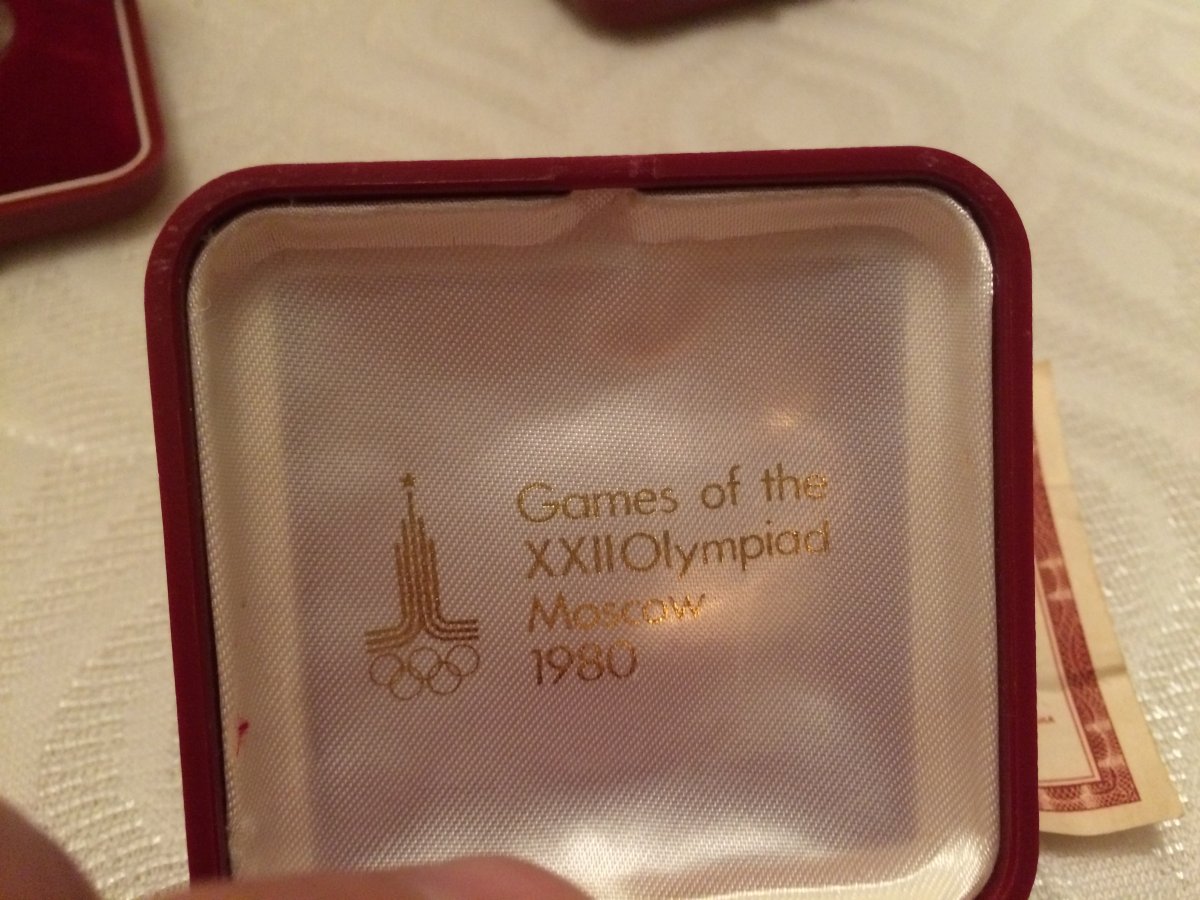 Games of the
XXII Olympiad
Moscow
1980